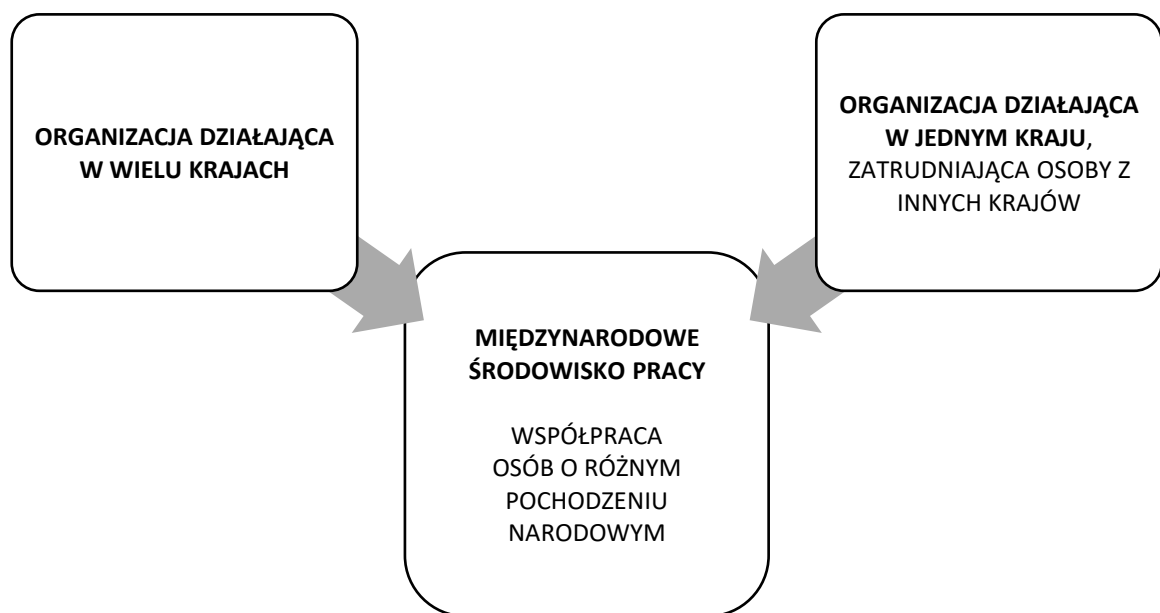 ORGANIZACJA DZIAŁAJĄCA
W WIELU KRAJACH
ORGANIZACJA DZIAŁAJĄCA
W JEDNYM KRAJU,
ZATRUDNIAJĄCA OSOBY Z
INNYCH KRAJÓW
MIĘDZYNARODOWE
ŚRODOWISKO PRACY
WSPÓŁPRACA
OSÓB O RÓŻNYM
POCHODZENIU
NARODOWYM